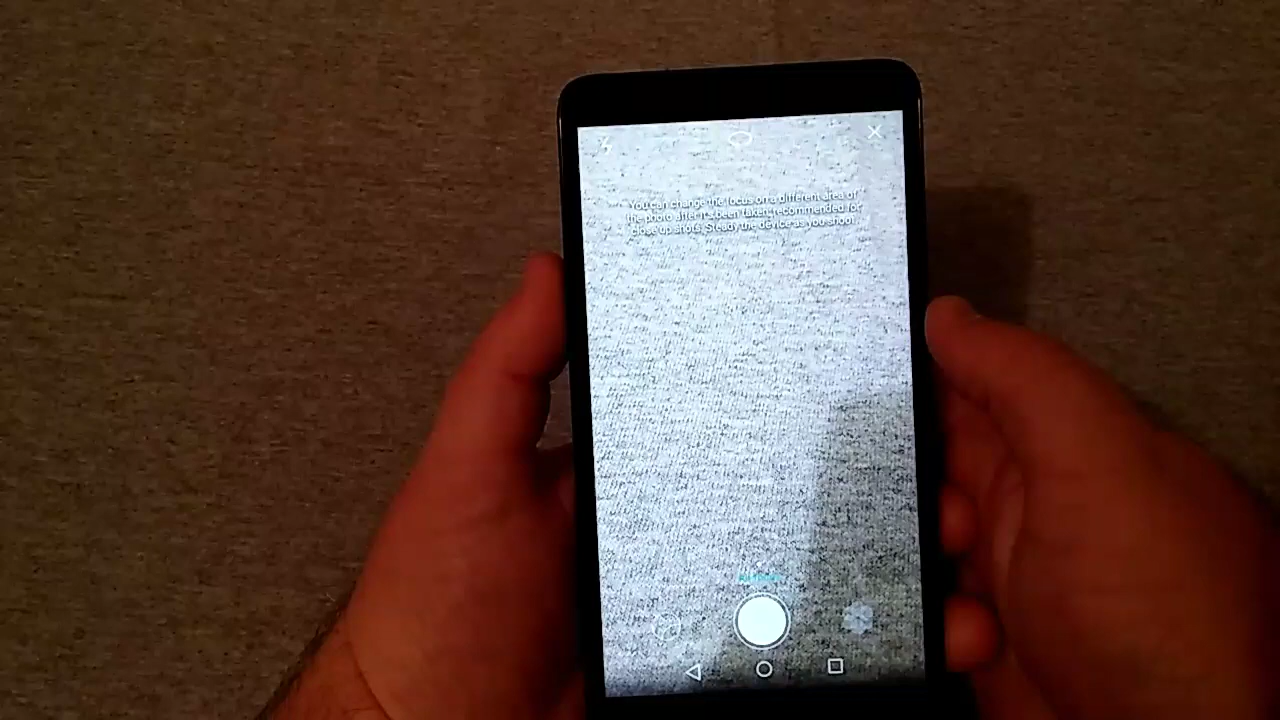 You can change the focus on a different area of
the photo after it's been taken, recommended for
close up shots. Steady the device as you shoot.